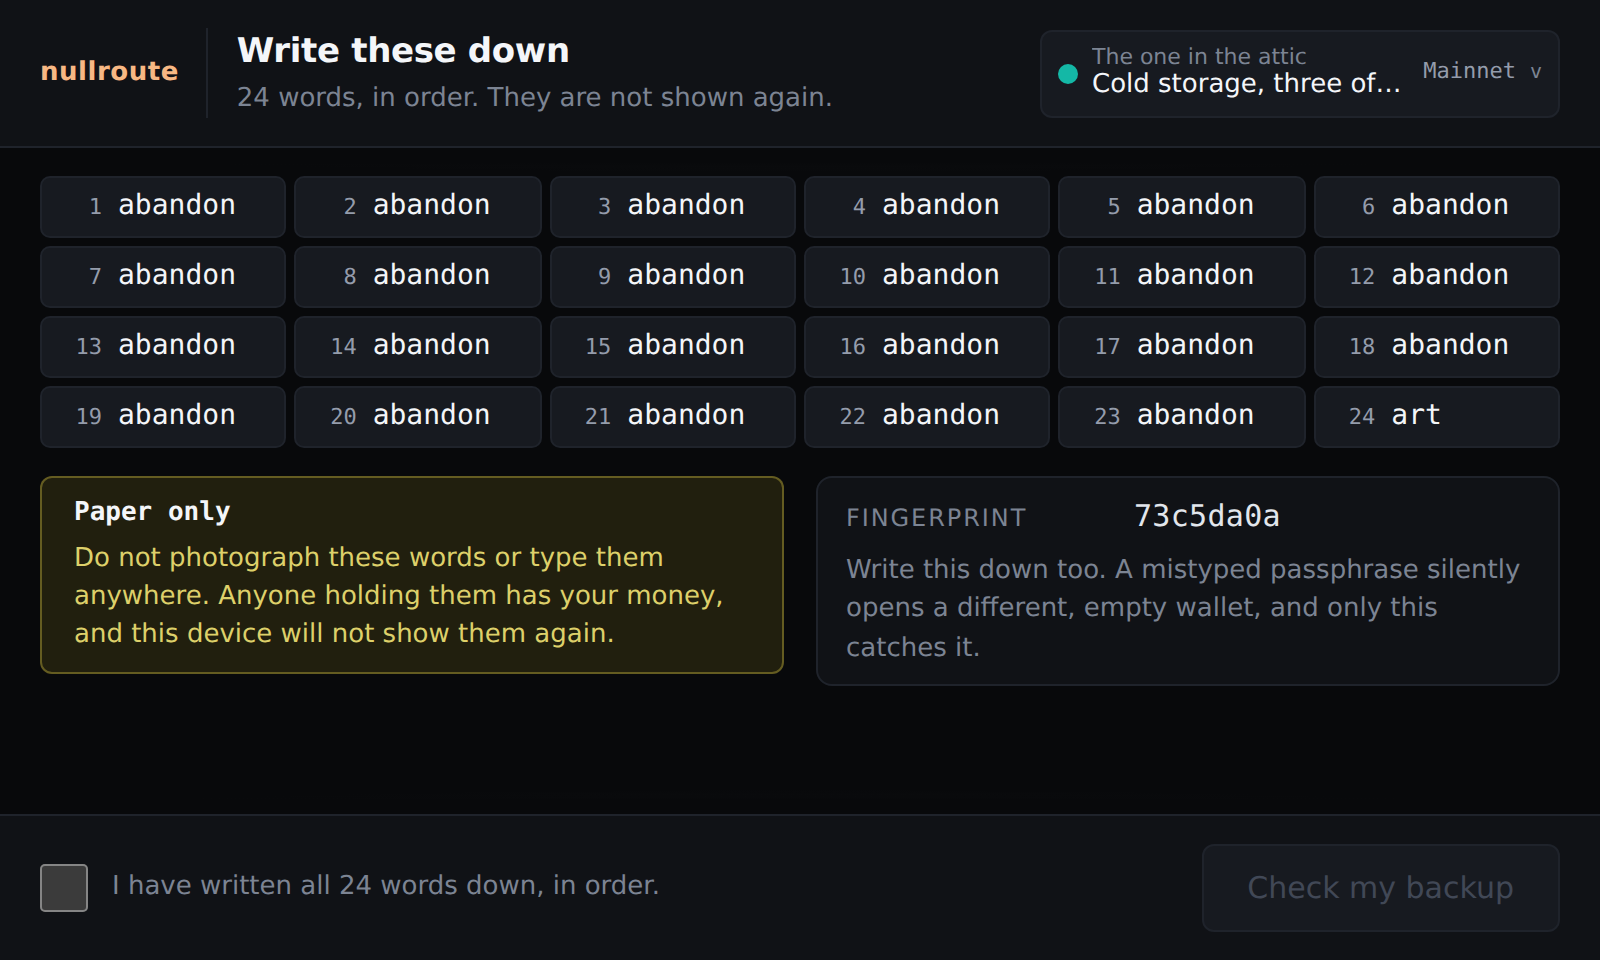 nullroute
Write these down
24 words, in order. They are not shown again.
The one in the attic
Cold storage, three of…
Mainnet v
1 abandon 2 abandon 3 abandon 4 abandon 5 abandon 6 abandon
7 abandon 8 abandon 9 abandon 10 abandon 11 abandon 12 abandon
13 abandon 14 abandon 15 abandon 16 abandon 17 abandon 18 abandon
19 abandon 20 abandon 21 abandon 22 abandon 23 abandon 24 art
Paper only
Do not photograph these words or type them
anywhere. Anyone holding them has your money,
and this device will not show them again.
FINGERPRINT 73c5da0a
Write this down too. A mistyped passphrase silently
opens a different, empty wallet, and only this
catches it.
I have written all 24 words down, in order.
Check my backup